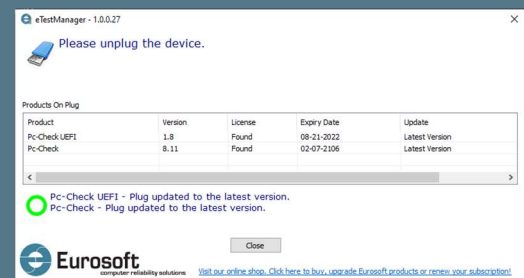 eTestManager - 1.0.0.27
Please unplug the device.
Products On Plug
Product Version License Expiry Date Update
Pc-Check UEFI 1.8 Found 08-21-2022 Latest Version
Pc-Check 8.11 Found 02-07-2106 Latest Version
Pc-Check UEFI - Plug updated to the latest version.
Pc-Check - Plug updated to the latest version.
Close
Eurosoft
computer reliability solutions
Visit our online shop. Click here to buy, upgrade Eurosoft products or renew your subscription!